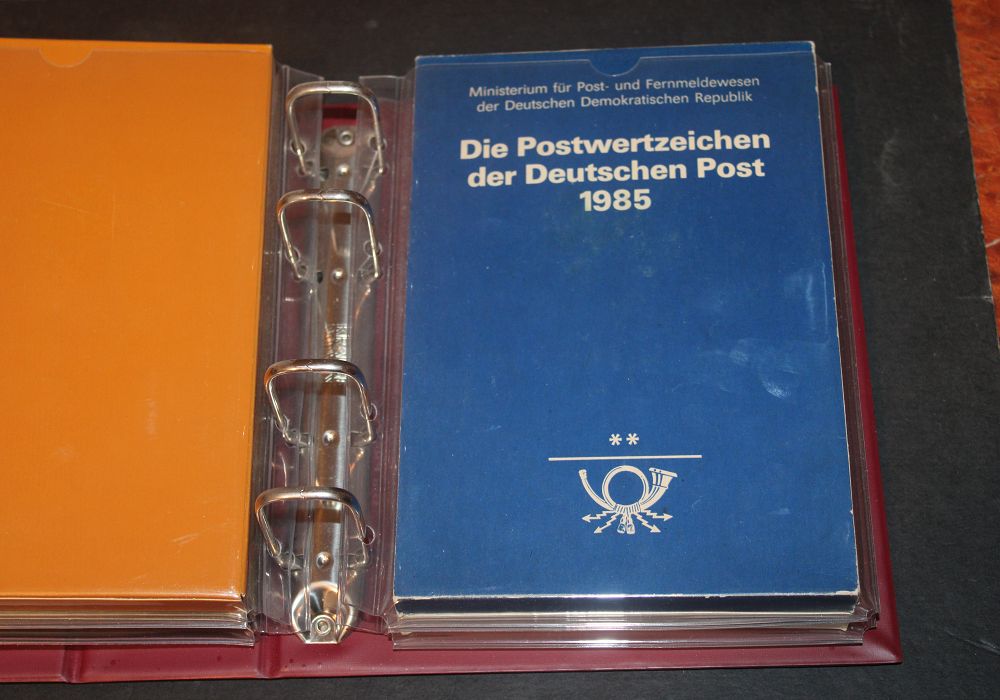 Ministerium für Post- und Fernmeldewesen
der Deutschen Demokratischen Republik
Die Postwertzeichen
der Deutschen Post
1985
**